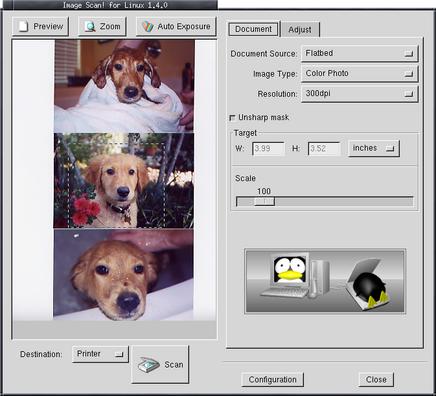 Image Scan! for Linux 1.4.0
Preview
Zoom
Auto Exposure
Document
Adjust
Document Source: Flatbed
Image Type: Color Photo
Resolution: 300dpi
Unsharp mask
Target
W: 3.99 H: 3.52 inches
Scale
100
Destination: Printer
Scan
Configuration
Close